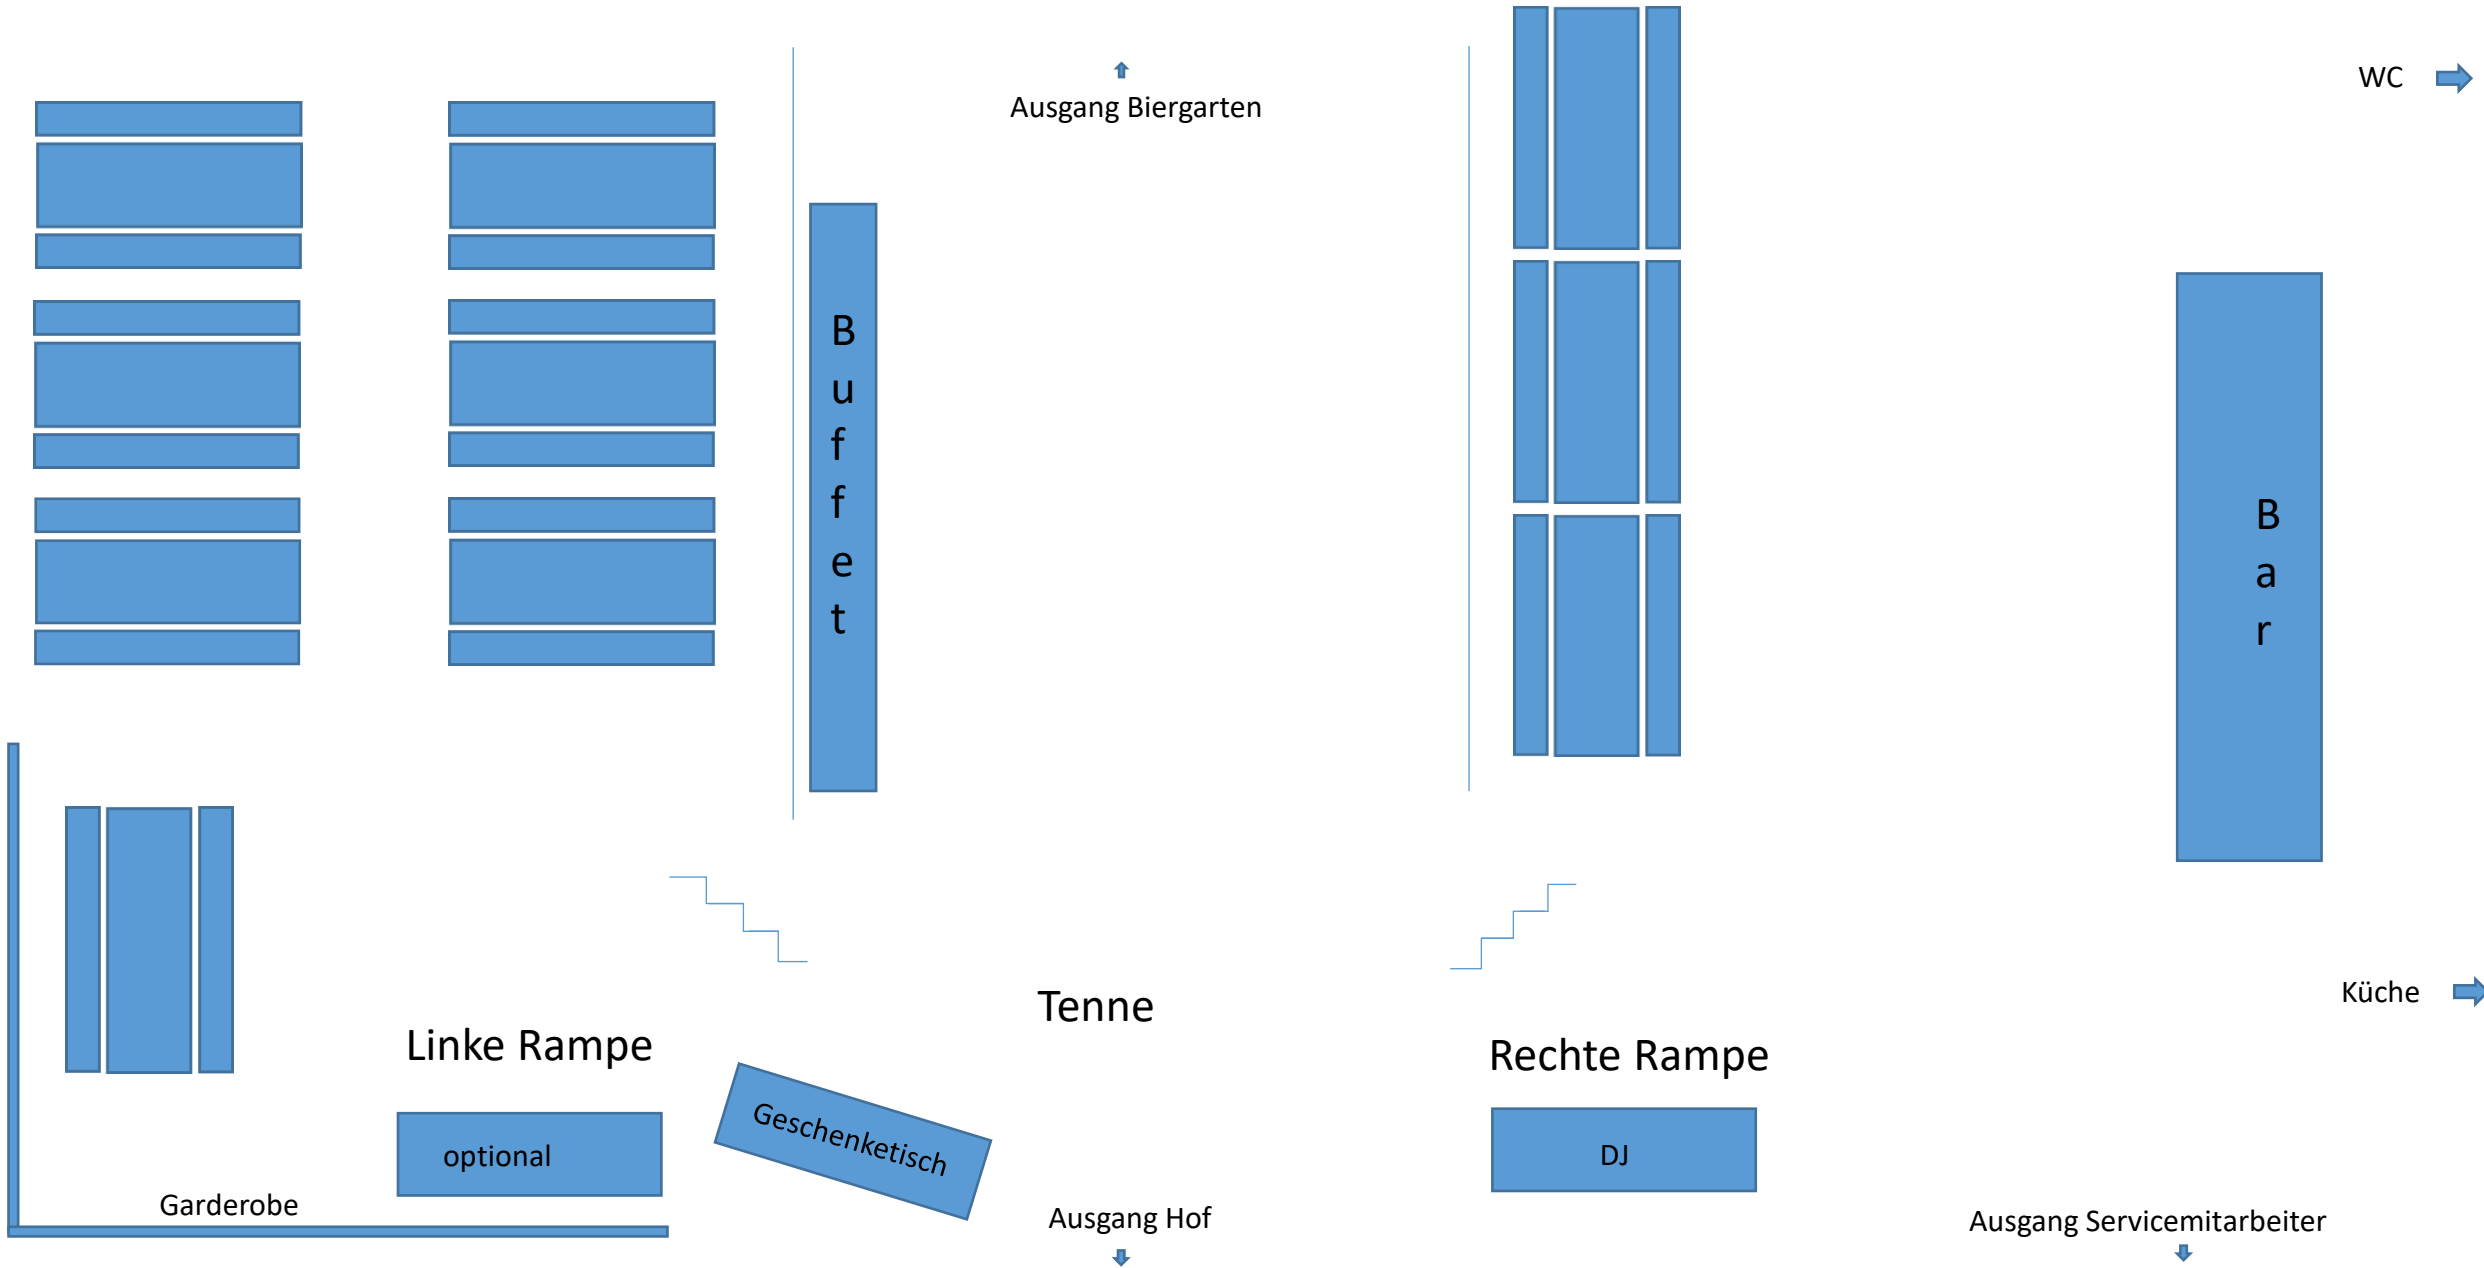 Ausgang Biergarten
WC
Buffet
Bar
Küche
Tenne
Linke Rampe
Rechte Rampe
Geschenketisch
optional
DJ
Garderobe
Ausgang Hof
Ausgang Servicemitarbeiter